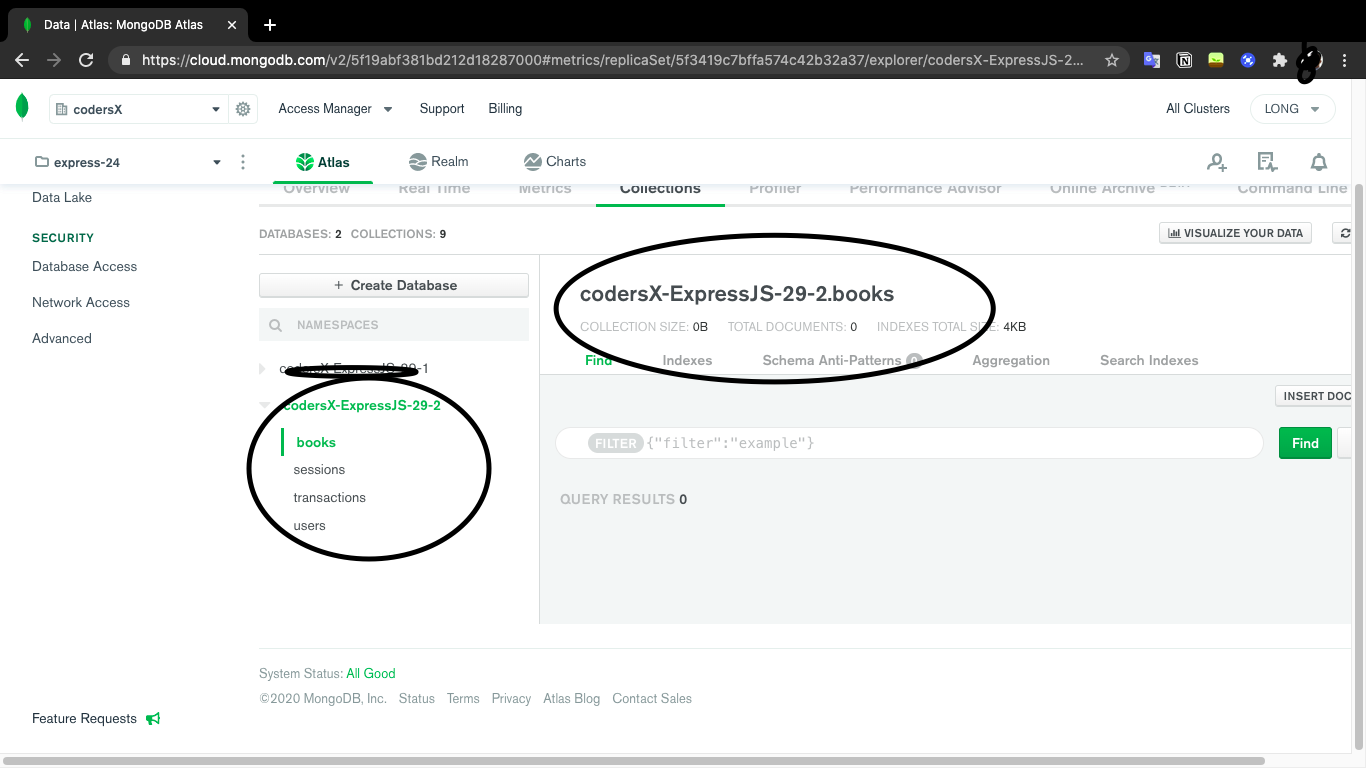 Data | Atlas: MongoDB Atlas
https://cloud.mongodb.com/v2/5f19abf381bd212d18287000#metrics/replicaSet/5f3419c7bffa574c42b32a37/explorer/codersX-ExpressJS-2...
codersX Access Manager Support Billing All Clusters LONG
express-24 Atlas Realm Charts
Overview Real Time Metrics Collections Profiler Performance Advisor Online Archive BETA Command Line
Data Lake
SECURITY
Database Access
Network Access
Advanced
Feature Requests
DATABASES: 2 COLLECTIONS: 9
VISUALIZE YOUR DATA
+ Create Database
NAMESPACES
codersX-ExpressJS-29-1
codersX-ExpressJS-29-2
books
sessions
transactions
users
codersX-ExpressJS-29-2.books
COLLECTION SIZE: 0B TOTAL DOCUMENTS: 0 INDEXES TOTAL SIZE: 4KB
Find Indexes Schema Anti-Patterns 0 Aggregation Search Indexes
INSERT DOC
FILTER {"filter":"example"}
Find
QUERY RESULTS 0
System Status: All Good
©2020 MongoDB, Inc. Status Terms Privacy Atlas Blog Contact Sales